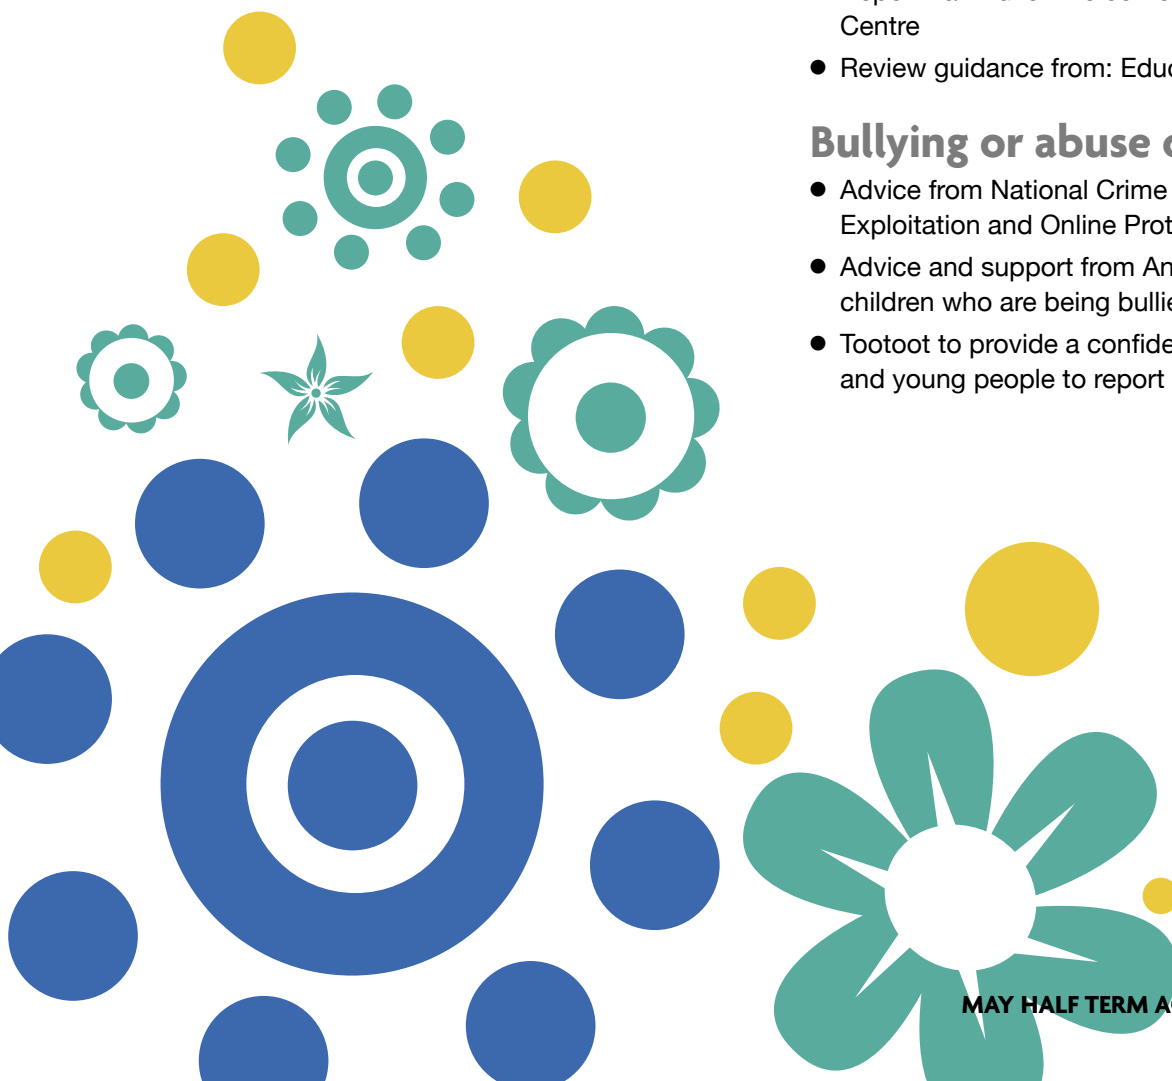 Centre
● Review guidance from: Educ
Bullying or abuse
● Advice from National Crime
Exploitation and Online Prot
● Advice and support from An
children who are being bullie
● Tootoot to provide a confide
and young people to report
MAY HALF TERM A